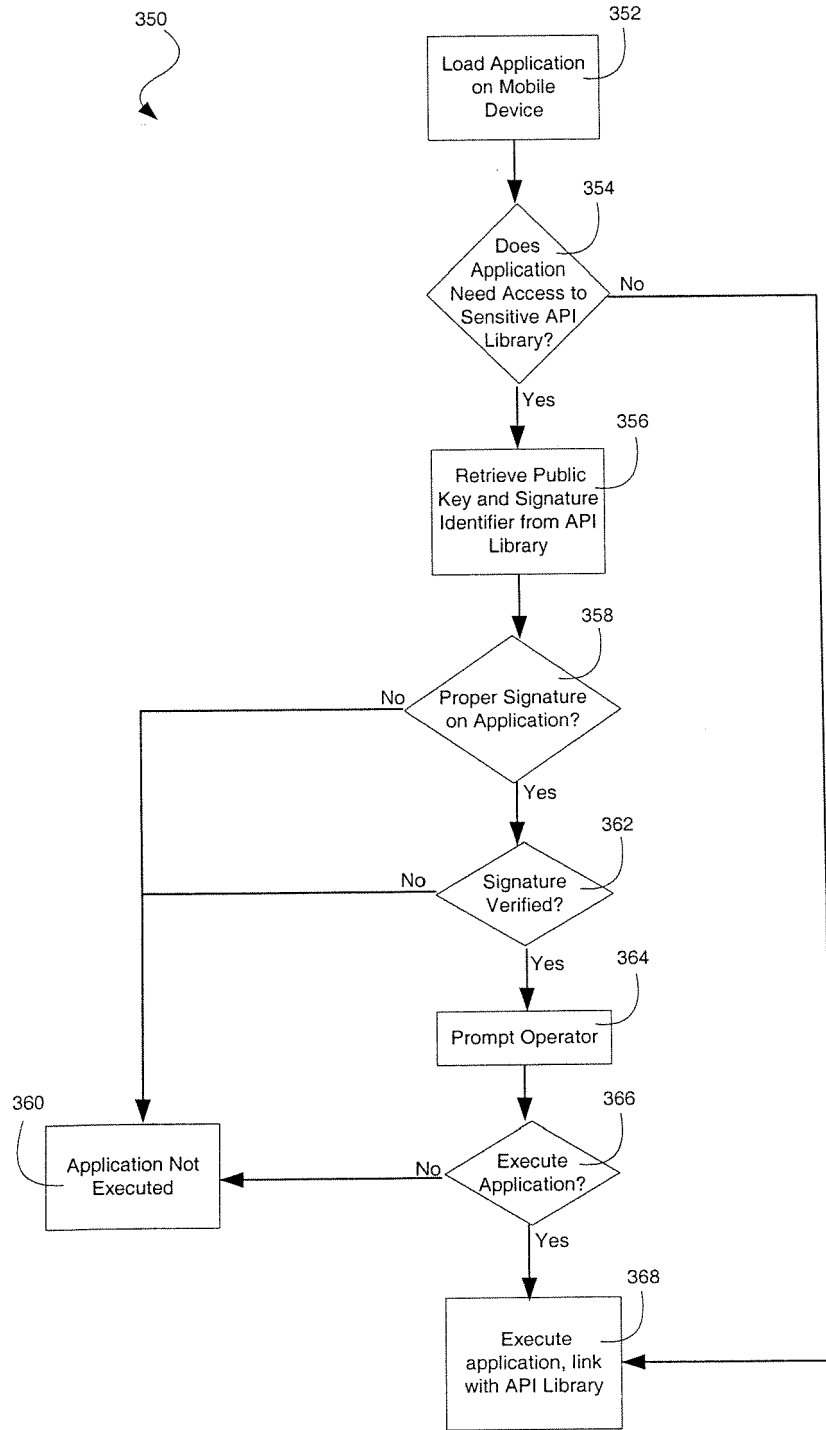 350
352
Load Application
on Mobile
Device
354
Does
Application
Need Access to
Sensitive API
Library?
No
Yes
356
Retrieve Public
Key and Signature
Identifier from API
Library
358
No
Proper Signature
on Application?
Yes
362
No
Signature
Verified?
Yes
364
Prompt Operator
360
366
Application Not
Executed
No
Execute
Application?
Yes
368
Execute
application, link
with API Library